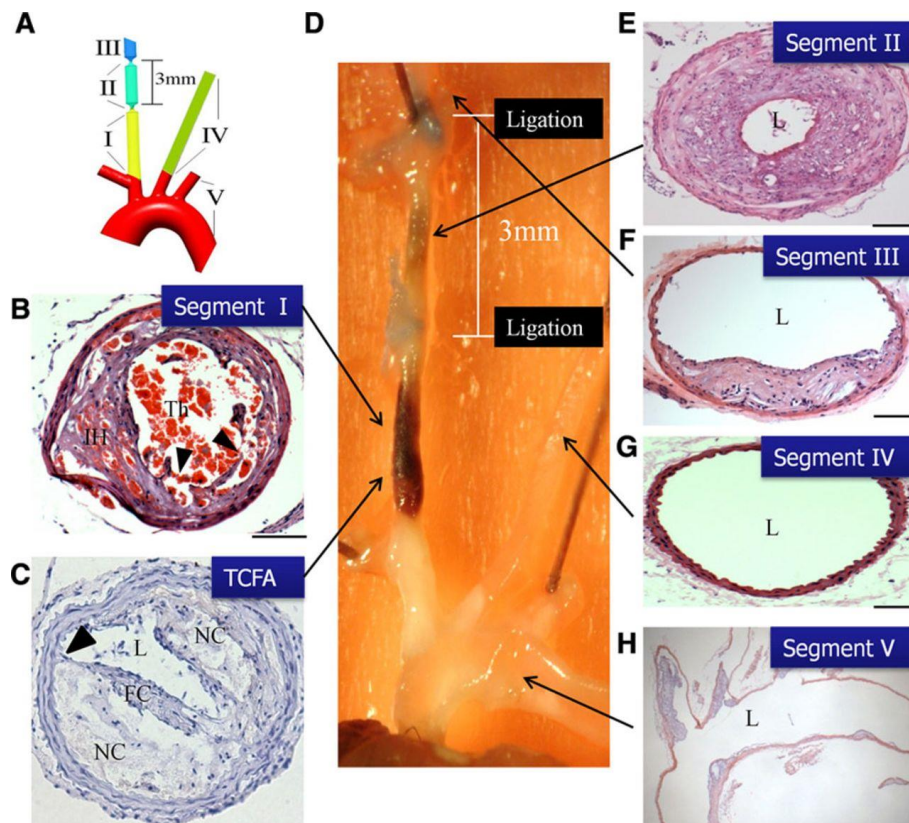 A
III
II
3mm
I
IV
V
B
Segment I
Th
IH
C
TCFA
NC
L
FC
NC
D
Ligation
3mm
Ligation
E
Segment II
L
F
Segment III
L
G
Segment IV
L
H
Segment V
L